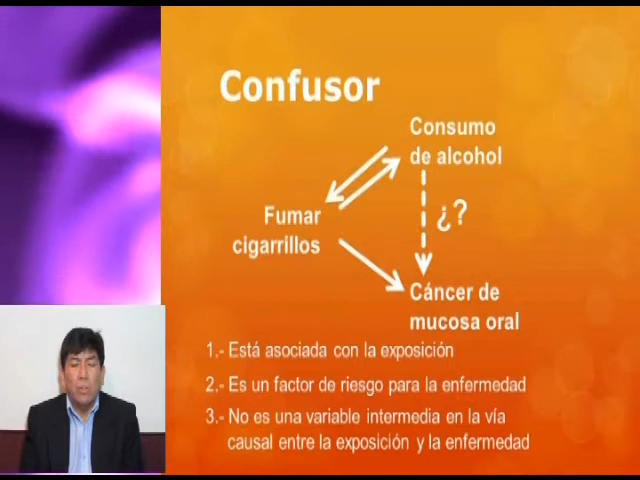 Confusor
Consumo
de alcohol
Fumar
cigarrillos
¿?
Cáncer de
mucosa oral
1.- Está asociada con la exposición
2.- Es un factor de riesgo para la enfermedad
3.- No es una variable intermedia en la vía
causal entre la exposición y la enfermedad